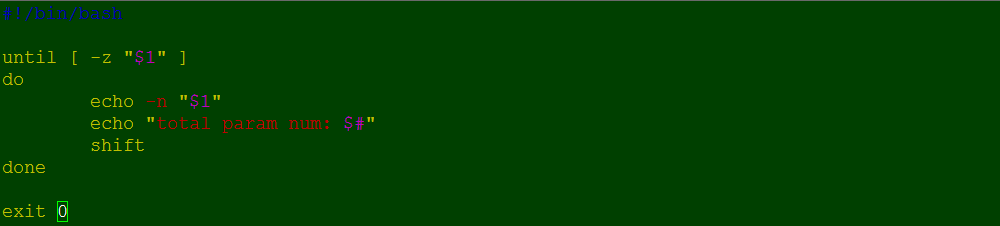 #!/bin/bash

until [ -z "$1" ]
do
        echo -n "$1"
        echo "total param num: $#"
        shift
done

exit 0